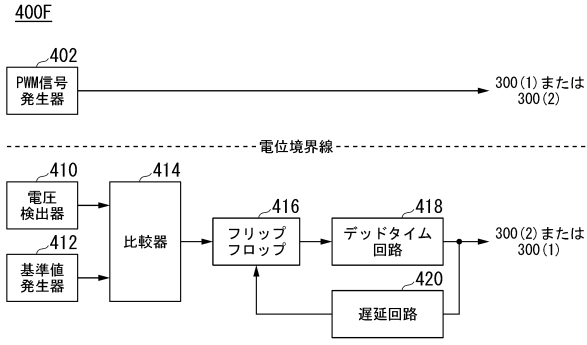 400F
402
PWM信号
発生器
300(1)または
300(2)
電位境界線
410
電圧
検出器
412
基準値
発生器
414
比較器
416
フリップ
フロップ
418
デッドタイム
回路
300(2)または
300(1)
420
遅延回路